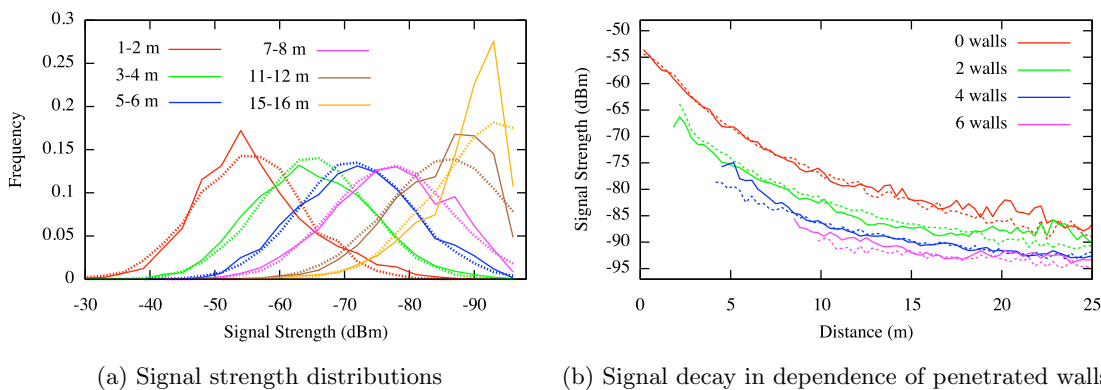 0.3
0.25
0.2
0.15
0.1
0.05
0
Frequency
1-2 m
3-4 m
5-6 m
7-8 m
11-12 m
15-16 m
-30 -40 -50 -60 -70 -80 -90
Signal Strength (dBm)
(a) Signal strength distributions
-50
-55
-60
-65
-70
-75
-80
-85
-90
-95
Signal Strength (dBm)
0 walls
2 walls
4 walls
6 walls
0 5 10 15 20 25
Distance (m)
(b) Signal decay in dependence of penetrated walls